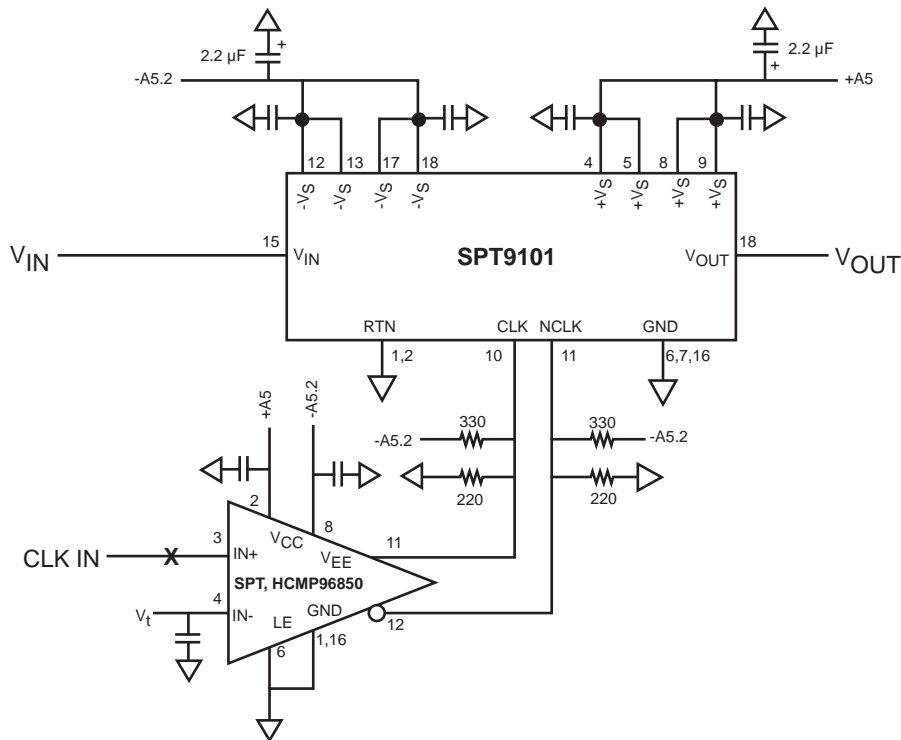 2.2 µF
+
2.2 µF
+
-A5.2
+A5
12
13
17
18
4
5
8
9
-VS
-VS
-VS
-VS
+VS
+VS
+VS
+VS
VIN
15
VIN
SPT9101
VOUT
18
VOUT
RTN
CLK
NCLK
GND
1,2
10
11
6,7,16
+A5
-A5.2
330
330
-A5.2
-A5.2
220
220
2
8
11
3
VCC
VEE
CLK IN
X
IN+
SPT, HCMP96850
4
Vt
IN-
GND
LE
12
1,16
6